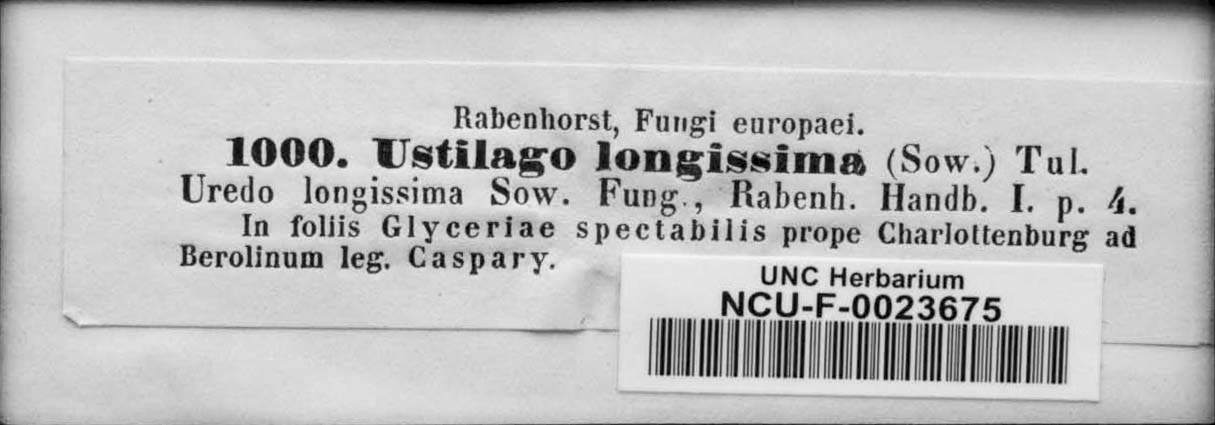 Rabenhorst, Fungi europaei.
1000. Ustilago longissima (Sow.) Tul.
Uredo longissima Sow. Fung., Rabenh. Handb. I. p. 4.
In foliis Glyceriae spectabilis prope Charlottenburg ad
Berolinum leg. Caspary.
UNC Herbarium
NCU-F-0023675